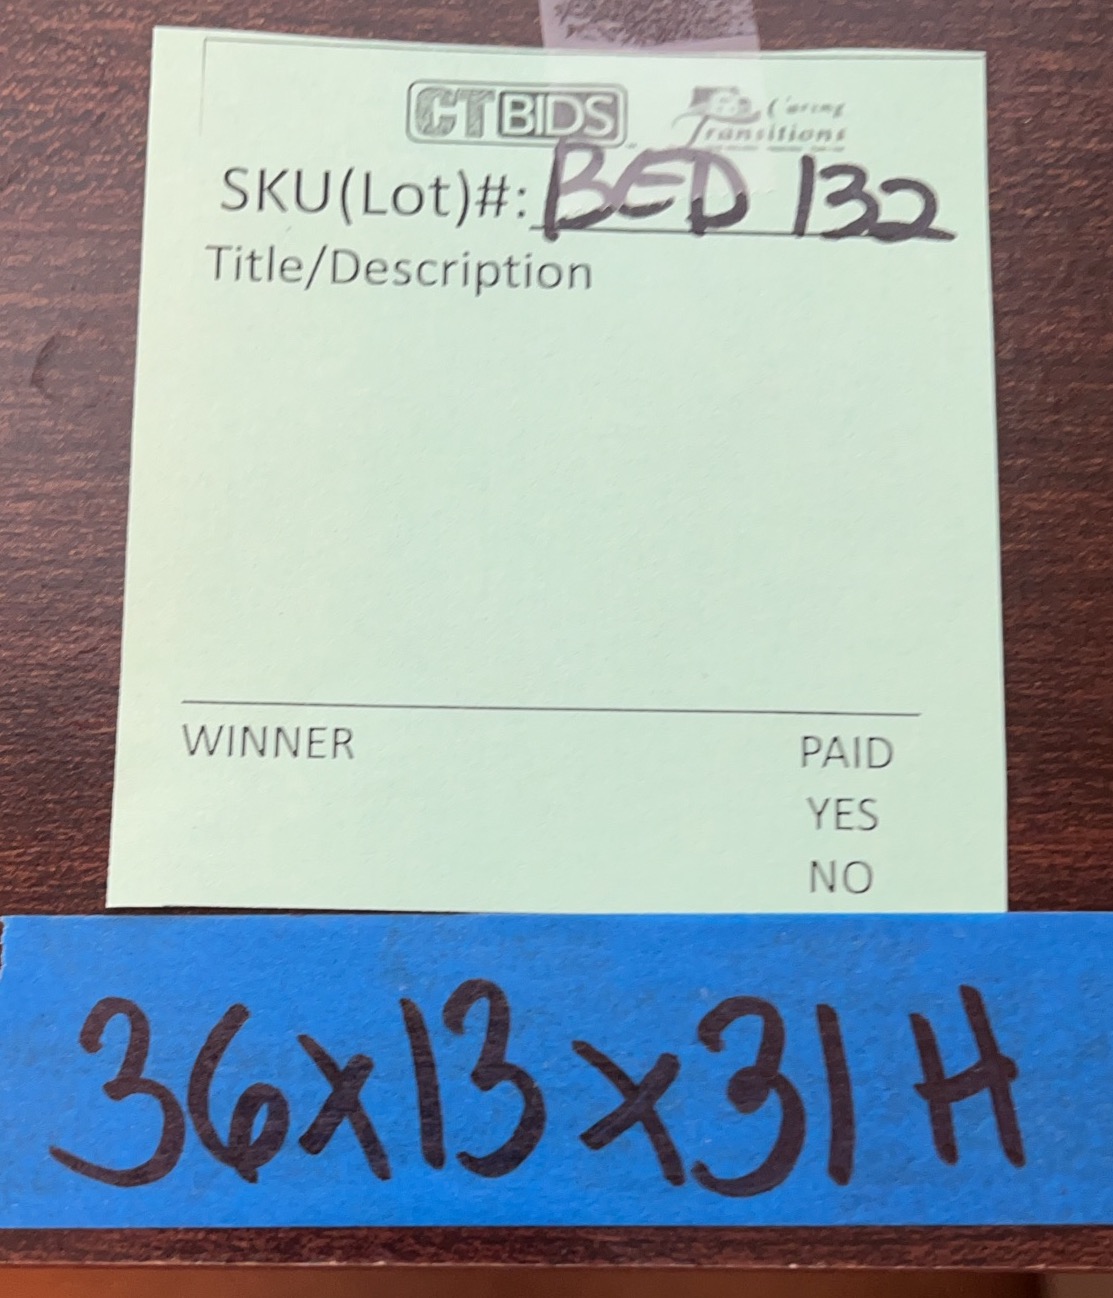 CTBIDS Caring
Transitions
SKU(Lot)#: BED 132
Title/Description
WINNER PAID
YES
NO
36x13x31H